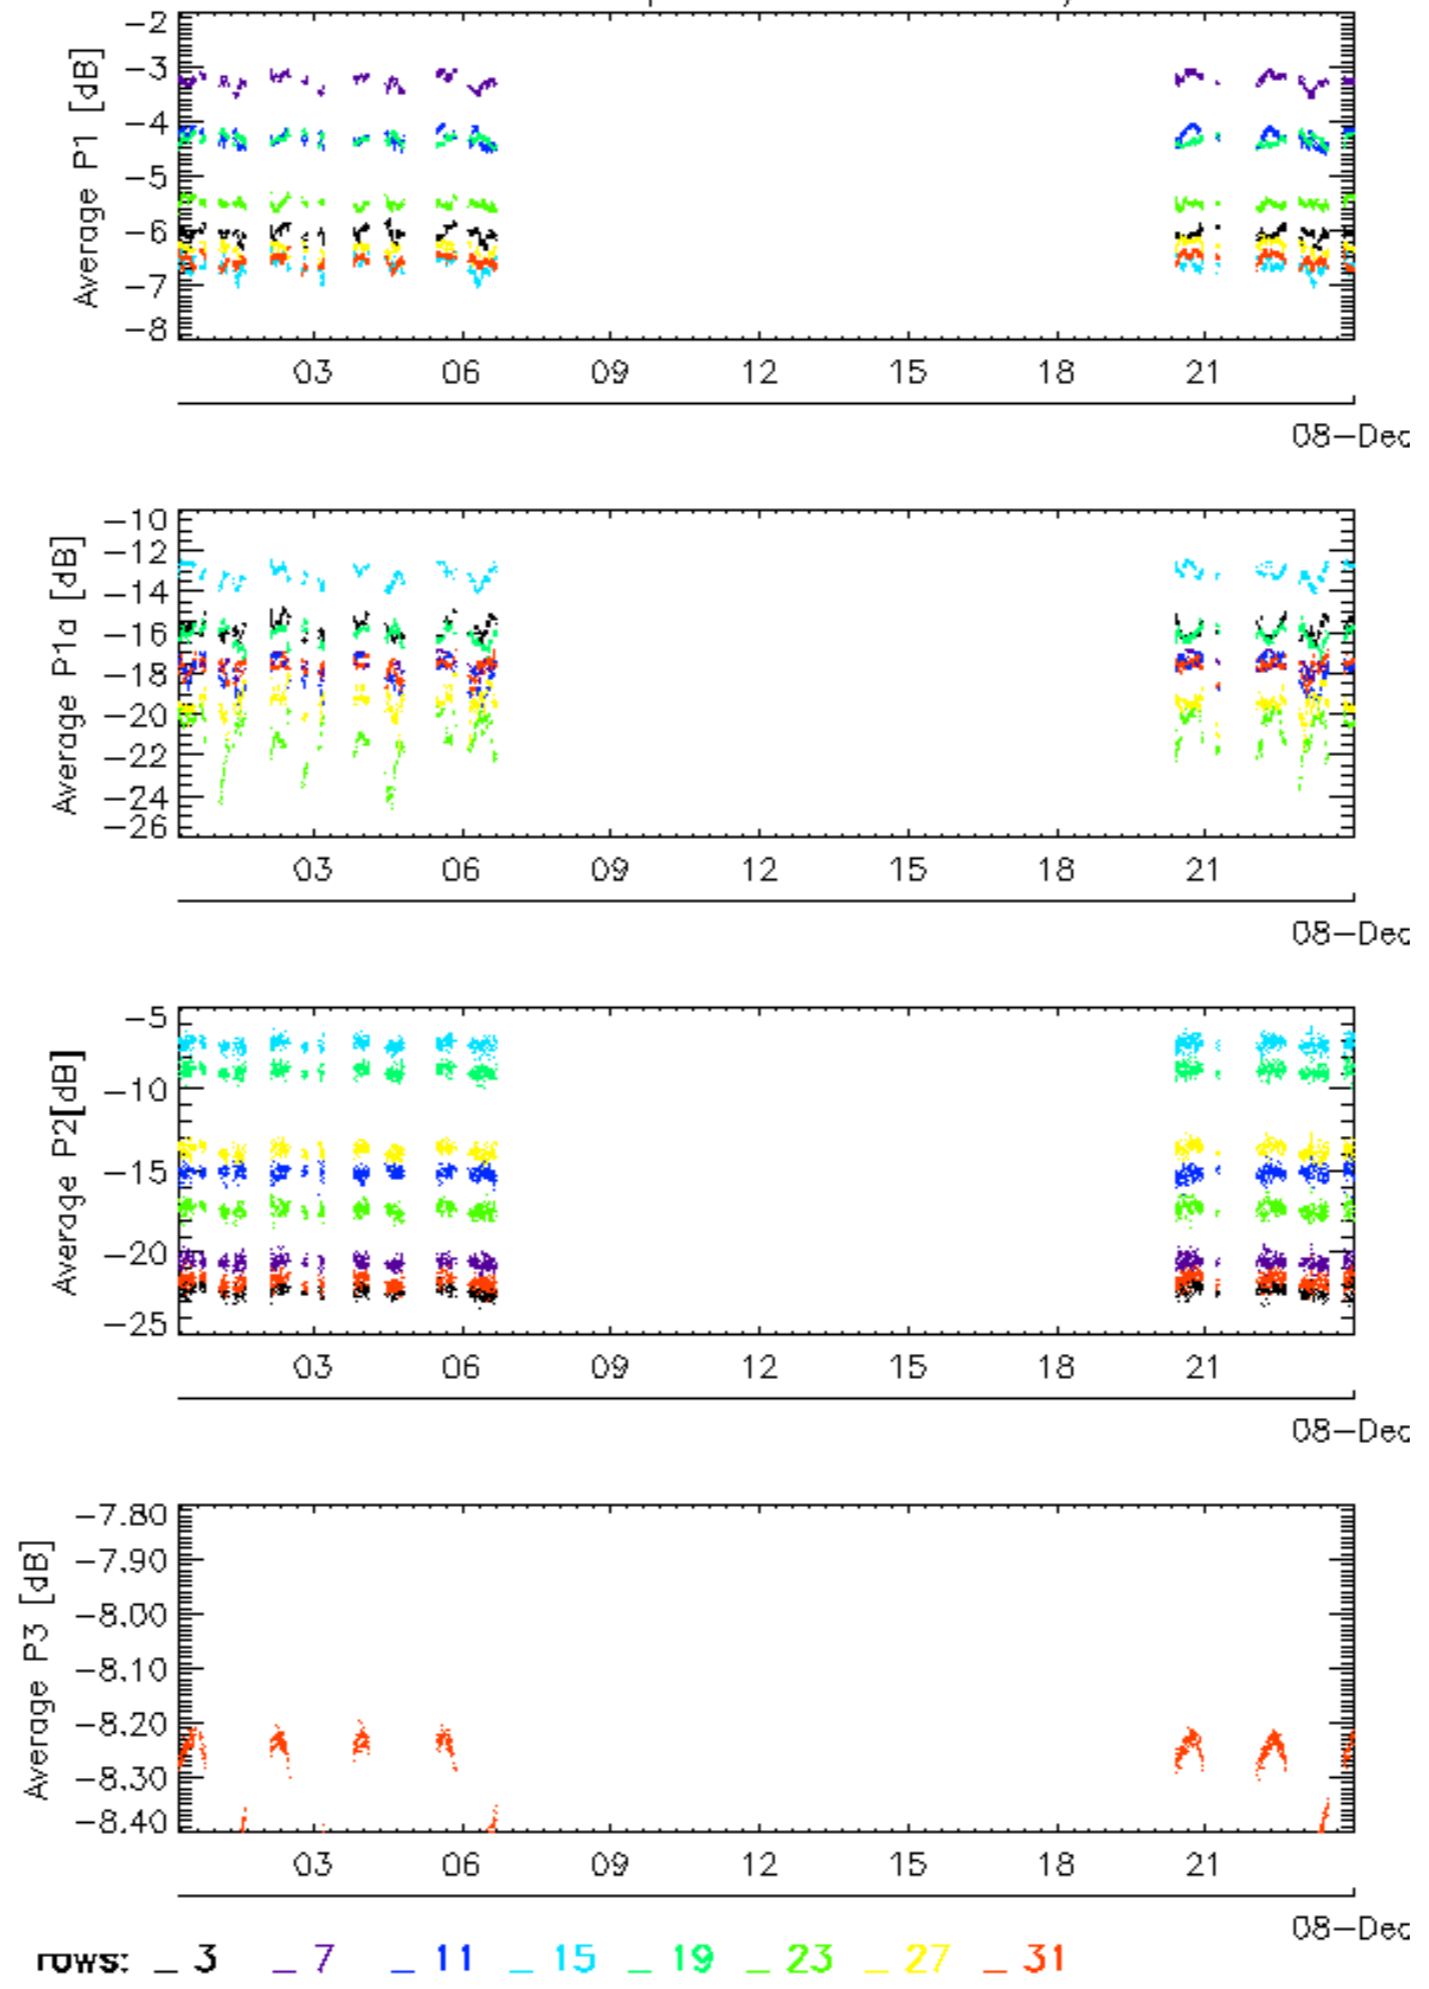 Average P1 [dB]
-2
-3
-4
-5
-6
-7
-8
03 06 09 12 15 18 21
08-Dec
Average P1a [dB]
-10
-12
-14
-16
-18
-20
-22
-24
-26
03 06 09 12 15 18 21
08-Dec
Average P2[dB]
-5
-10
-15
-20
-25
03 06 09 12 15 18 21
08-Dec
Average P3 [dB]
-7.80
-7.90
-8.00
-8.10
-8.20
-8.30
-8.40
03 06 09 12 15 18 21
08-Dec
rows: _ 3 _ 7 _ 11 _ 15 _ 19 _ 23 _ 27 _ 31